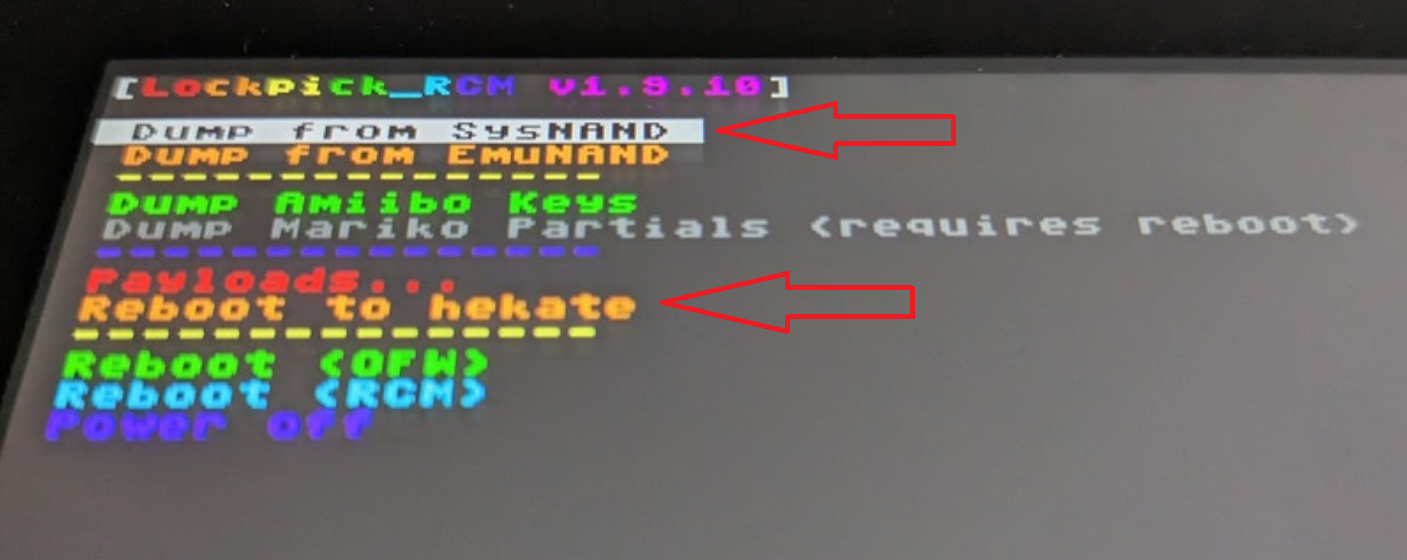 [Lockpick_RCM v1.9.10]
Dump from SysNAND
Dump from EmuNAND
---------------
Dump Amiibo Keys
Dump Mariko Partials (requires reboot)
---------------
Payloads...
Reboot to hekate
---------------
Reboot (OFW)
Reboot (RCM)
Power off